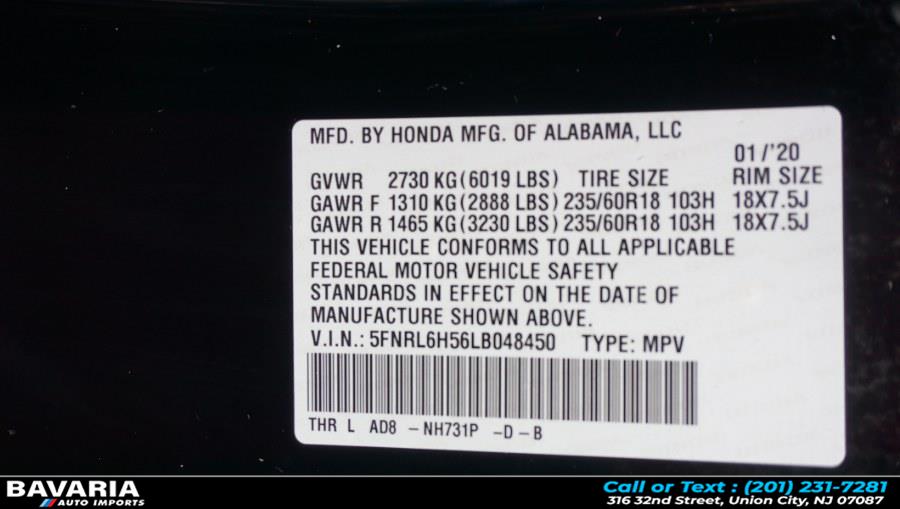 MFD. BY HONDA MFG. OF ALABAMA, LLC
01/'20
GVWR 2730 KG(6019 LBS) TIRE SIZE RIM SIZE
GAWR F 1310 KG(2888 LBS) 235/60R18 103H 18X7.5J
GAWR R 1465 KG(3230 LBS) 235/60R18 103H 18X7.5J
THIS VEHICLE CONFORMS TO ALL APPLICABLE
FEDERAL MOTOR VEHICLE SAFETY
STANDARDS IN EFFECT ON THE DATE OF
MANUFACTURE SHOWN ABOVE.
V.I.N.: 5FNRL6H56LB048450 TYPE: MPV
THR L AD8 -NH731P -D-B
BAVARIA
AUTO IMPORTS
Call or Text : (201) 231-7281
316 32nd Street, Union City, NJ 07087